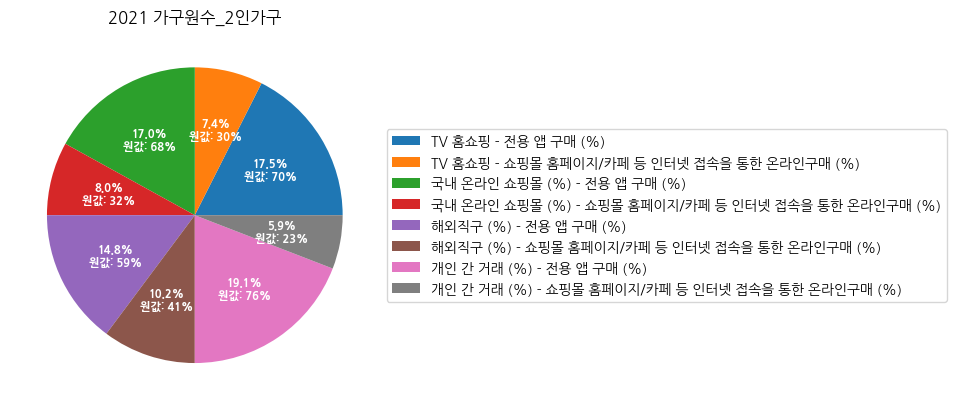 2021 가구원수_2인가구
7.4%
원값: 30%
17.0%
원값: 68%
17.5%
원값: 70%
8.0%
원값: 32%
5.9%
원값: 23%
14.8%
원값: 59%
19.1%
원값: 76%
10.2%
원값: 41%
TV 홈쇼핑 - 전용 앱 구매 (%)
TV 홈쇼핑 - 쇼핑몰 홈페이지/카페 등 인터넷 접속을 통한 온라인구매 (%)
국내 온라인 쇼핑몰 (%) - 전용 앱 구매 (%)
국내 온라인 쇼핑몰 (%) - 쇼핑몰 홈페이지/카페 등 인터넷 접속을 통한 온라인구매 (%)
해외직구 (%) - 전용 앱 구매 (%)
해외직구 (%) - 쇼핑몰 홈페이지/카페 등 인터넷 접속을 통한 온라인구매 (%)
개인 간 거래 (%) - 전용 앱 구매 (%)
개인 간 거래 (%) - 쇼핑몰 홈페이지/카페 등 인터넷 접속을 통한 온라인구매 (%)